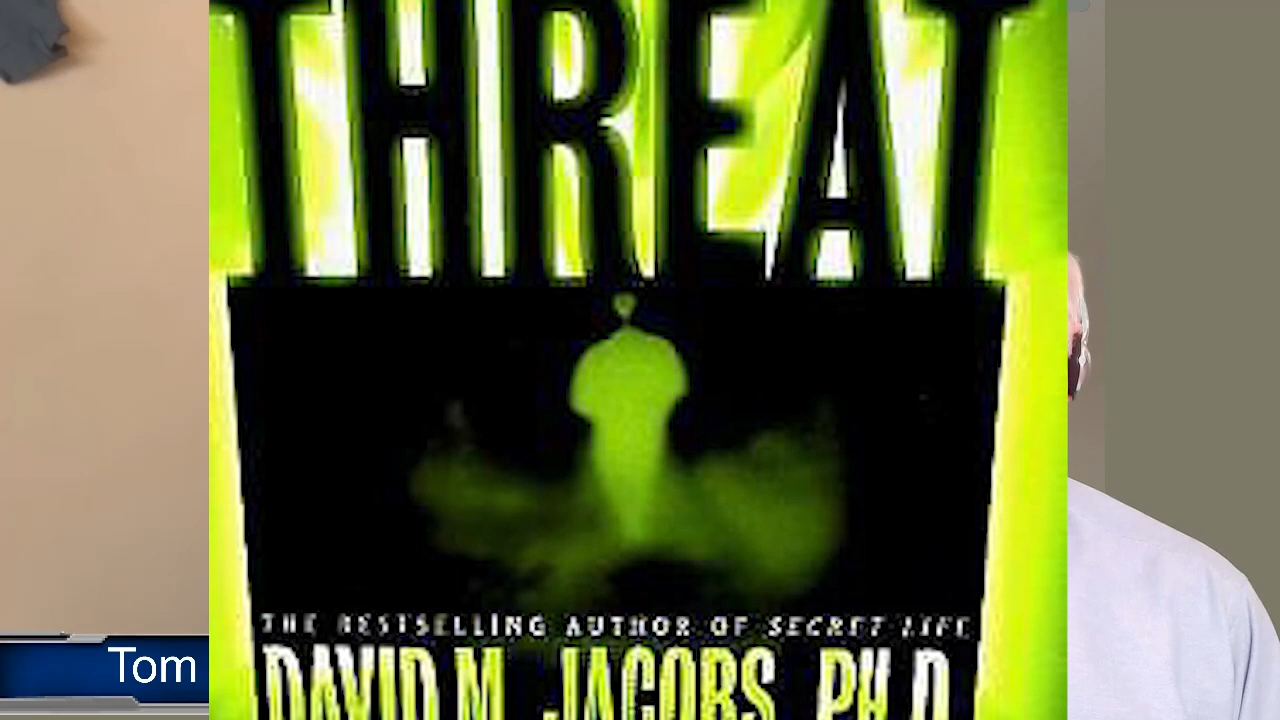 THREAT
THE BESTSELLING AUTHOR OF SECRET LIFE
DAVID M. JACOBS, PH.D.
Tom